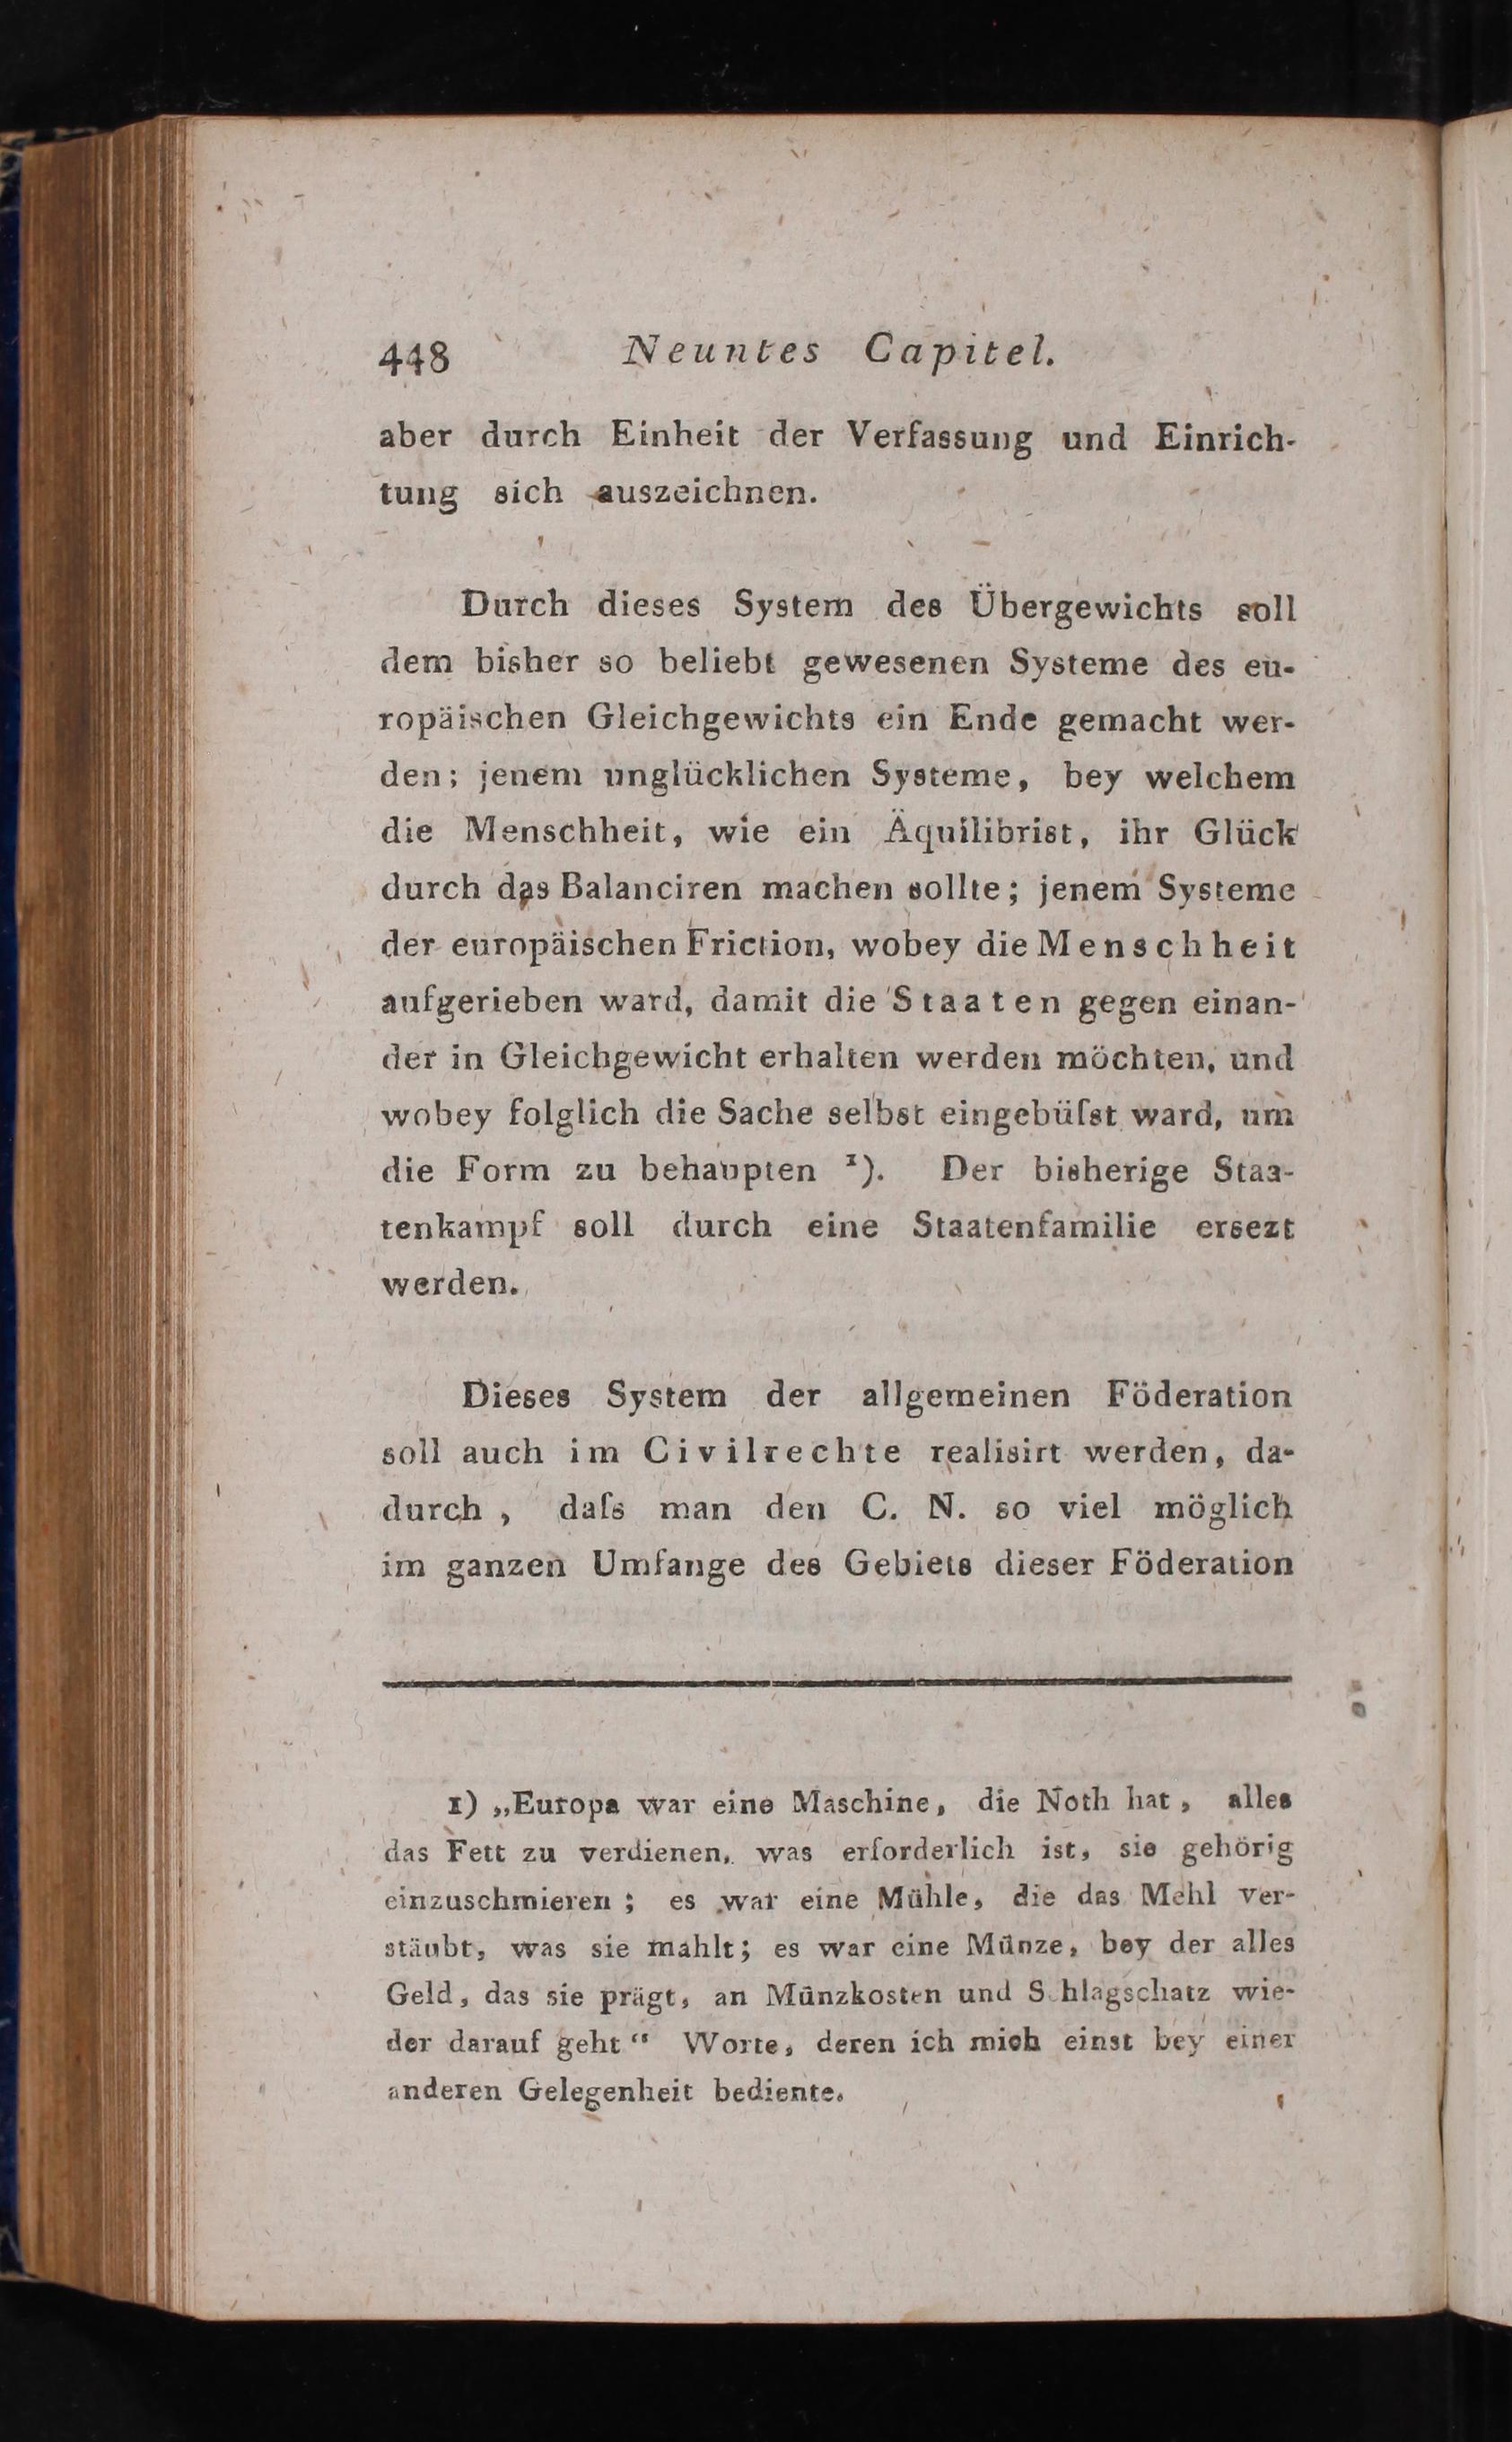 448 Neuntes Capitel.
aber durch Einheit der Verfassung und Einrich-
tung sich auszeichnen.
Durch dieses System des Übergewichts soll
dem bisher so beliebt gewesenen Systeme des eu-
ropäischen Gleichgewichts ein Ende gemacht wer-
den; jenem unglücklichen Systeme, bey welchem
die Menschheit, wie ein Äquilibrist, ihr Glück
durch das Balanciren machen sollte; jenem Systeme
der europäischen Friction, wobey die Menschheit
aufgerieben ward, damit die Staaten gegen einan-
der in Gleichgewicht erhalten werden möchten, und
wobey folglich die Sache selbst eingebüſst ward, um
die Form zu behaupten ¹). Der bisherige Staa-
tenkampf soll durch eine Staatenfamilie ersezt
werden.
Dieses System der allgemeinen Föderation
soll auch im Civilrechte realisirt werden, da-
durch, daſs man den C. N. so viel möglich
im ganzen Umfange des Gebiets dieser Föderation
1) „Europa war eine Maschine, die Noth hat, alles
das Fett zu verdienen, was erforderlich ist, sie gehörig
einzuschmieren; es war eine Mühle, die das Mehl ver-
stäubt, was sie mahlt; es war eine Münze, bey der alles
Geld, das sie prägt, an Münzkosten und Schlagschatz wie-
der darauf geht“ Worte, deren ich mich einst bey einer
anderen Gelegenheit bediente.